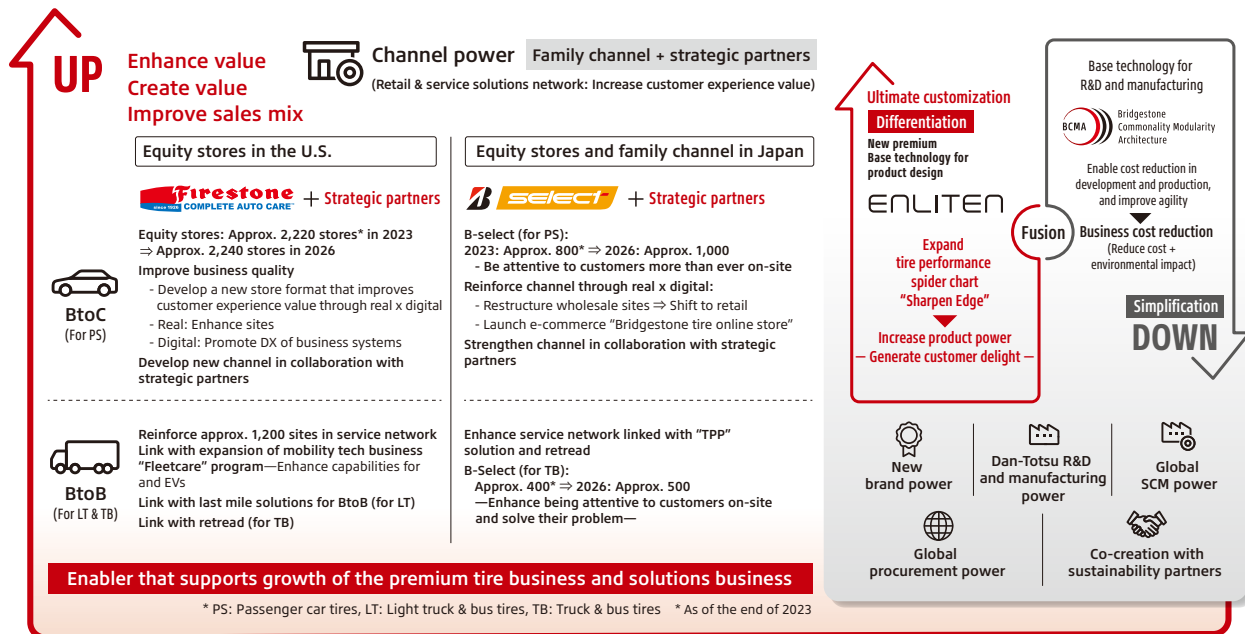 UP
Enhance value
Create value
Improve sales mix
Channel power
Family channel + strategic partners
(Retail & service solutions network: Increase customer experience value)
Equity stores in the U.S.
Firestone
since 1926
COMPLETE AUTO CARE
+ Strategic partners
Equity stores: Approx. 2,220 stores* in 2023
⇒ Approx. 2,240 stores in 2026
Improve business quality
- Develop a new store format that improves
customer experience value through real x digital
- Real: Enhance sites
- Digital: Promote DX of business systems
Develop new channel in collaboration with
strategic partners
BtoC
(For PS)
Equity stores and family channel in Japan
B select
+ Strategic partners
B-select (for PS):
2023: Approx. 800* ⇒ 2026: Approx. 1,000
- Be attentive to customers more than ever on-site
Reinforce channel through real x digital:
- Restructure wholesale sites ⇒ Shift to retail
- Launch e-commerce “Bridgestone tire online store”
Strengthen channel in collaboration with strategic
partners
BtoB
(For LT & TB)
Reinforce approx. 1,200 sites in service network
Link with expansion of mobility tech business
“Fleetcare” program—Enhance capabilities for
and EVs
Link with last mile solutions for BtoB (for LT)
Link with retread (for TB)
Enhance service network linked with “TPP”
solution and retread
B-Select (for TB):
Approx. 400* ⇒ 2026: Approx. 500
—Enhance being attentive to customers on-site
and solve their problem—
Enabler that supports growth of the premium tire business and solutions business
* PS: Passenger car tires, LT: Light truck & bus tires, TB: Truck & bus tires * As of the end of 2023
Ultimate customization
Differentiation
New premium
Base technology for
product design
ENLITEN
Expand
tire performance
spider chart
“Sharpen Edge”
Increase product power
— Generate customer delight —
Fusion
Base technology for
R&D and manufacturing
BCMA
Bridgestone
Commonality Modularity
Architecture
Enable cost reduction in
development and production,
and improve agility
Business cost reduction
(Reduce cost +
environmental impact)
Simplification
DOWN
New
brand power
Dan-Totsu R&D
and manufacturing
power
Global
SCM power
Global
procurement power
Co-creation with
sustainability partners